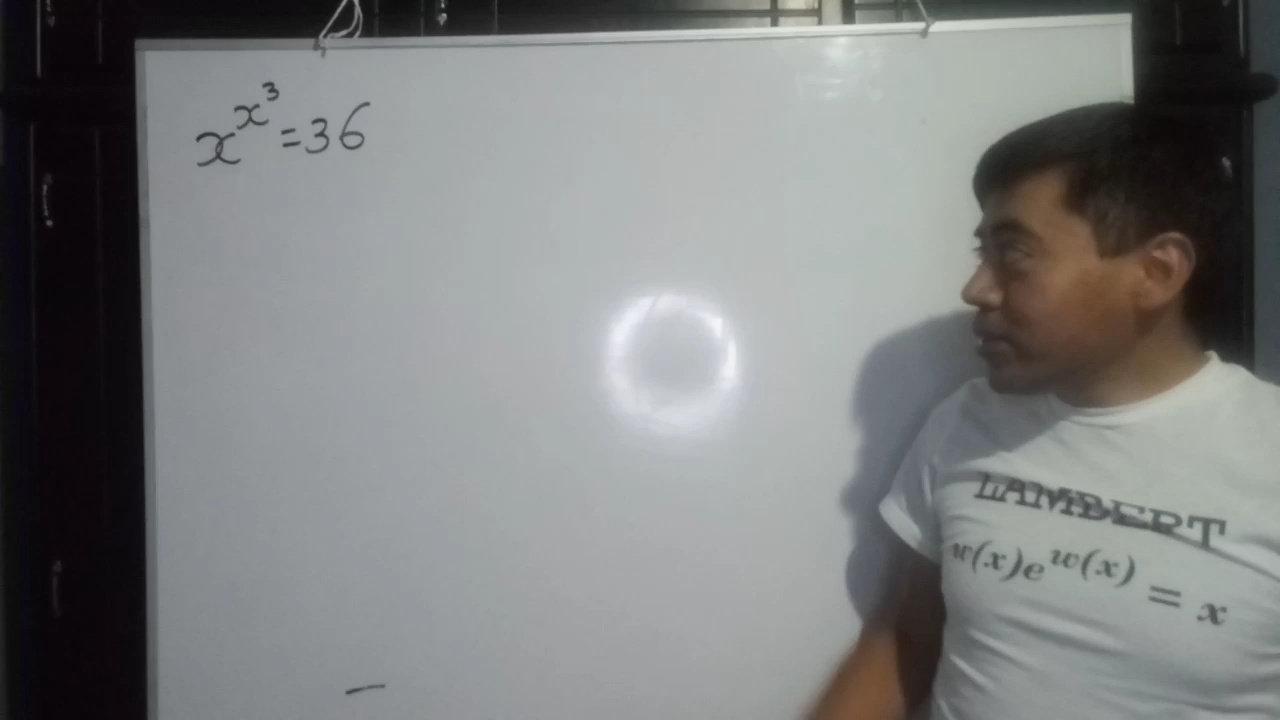 x^x^3 = 36
LAMBERT
w(x)e^w(x) = x